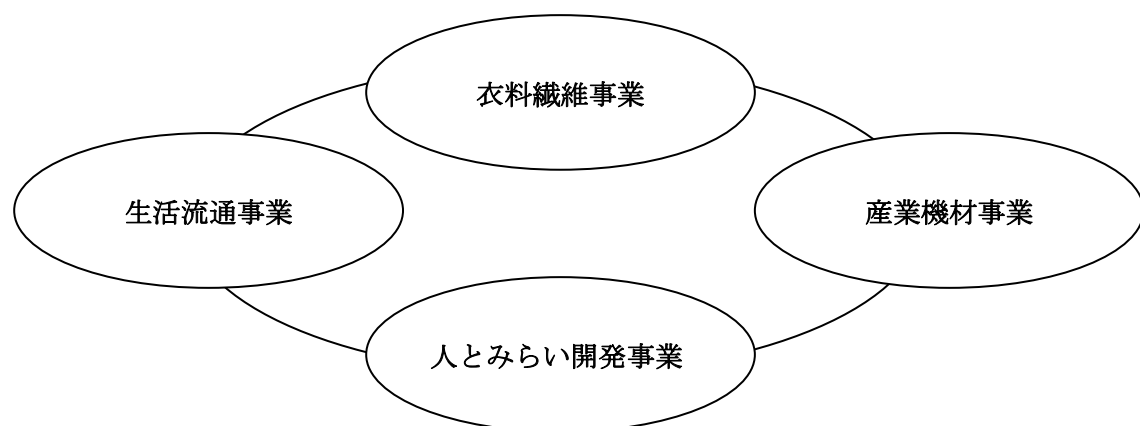 衣料繊維事業
生活流通事業
産業機材事業
人とみらい開発事業